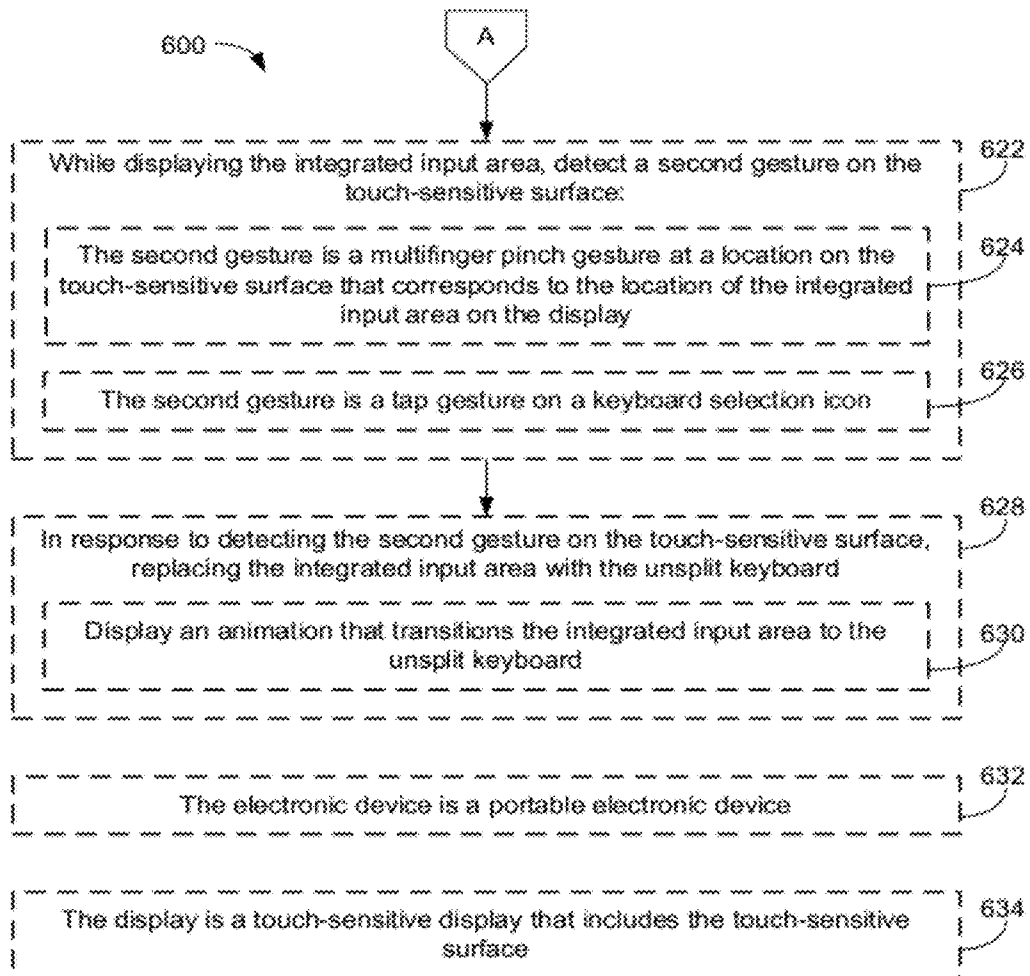 600
A
While displaying the integrated input area, detect a second gesture on the
touch-sensitive surface:
622
The second gesture is a multifinger pinch gesture at a location on the
touch-sensitive surface that corresponds to the location of the integrated
input area on the display
624
The second gesture is a tap gesture on a keyboard selection icon
626
In response to detecting the second gesture on the touch-sensitive surface,
replacing the integrated input area with the unsplit keyboard
628
Display an animation that transitions the integrated input area to the
unsplit keyboard
630
The electronic device is a portable electronic device
632
The display is a touch-sensitive display that includes the touch-sensitive
surface
634